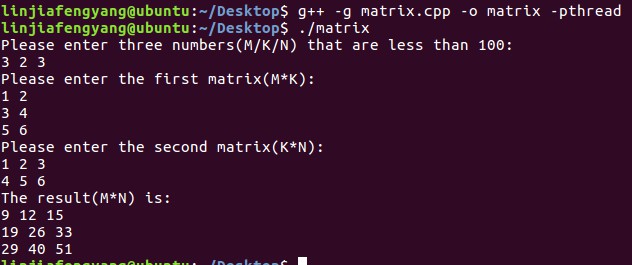 linjiafengyang@ubuntu:~/Desktop$ g++ -g matrix.cpp -o matrix -pthread
linjiafengyang@ubuntu:~/Desktop$ ./matrix
Please enter three numbers(M/K/N) that are less than 100:
3 2 3
Please enter the first matrix(M*K):
1 2
3 4
5 6
Please enter the second matrix(K*N):
1 2 3
4 5 6
The result(M*N) is:
9 12 15
19 26 33
29 40 51
linjiafengyang@ubuntu:~/Desktop$